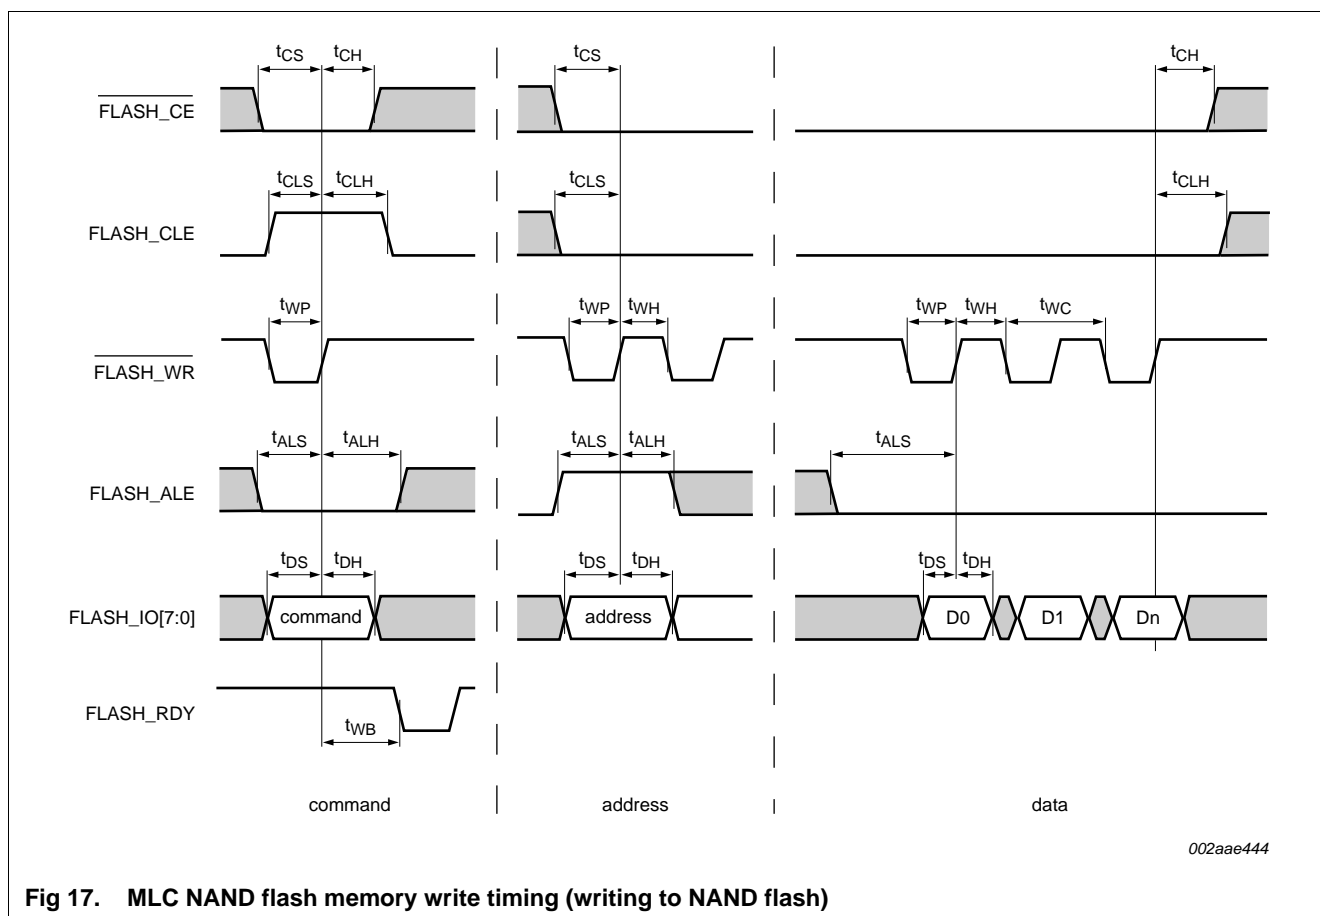 tCS tCH tCS tCH
FLASH_CE
tCLS tCLH tCLS tCLH
FLASH_CLE
tWP tWP tWH tWP tWH tWC
FLASH_WR
tALS tALH tALS tALH tALS
FLASH_ALE
tDS tDH tDS tDH tDS tDH
FLASH_IO[7:0] command address D0 D1 Dn
FLASH_RDY
tWB
command address data
002aae444
Fig 17. MLC NAND flash memory write timing (writing to NAND flash)